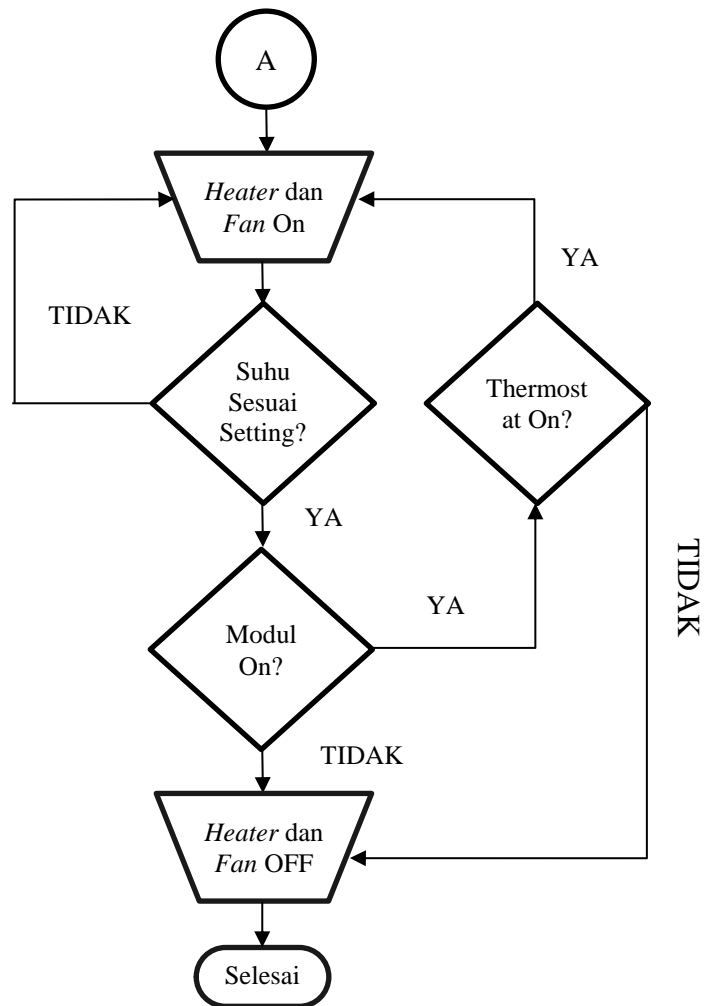 A
Heater dan
Fan On
YA
TIDAK
Suhu
Sesuai
Setting?
Thermost
at On?
YA
TIDAK
YA
Modul
On?
TIDAK
Heater dan
Fan OFF
Selesai